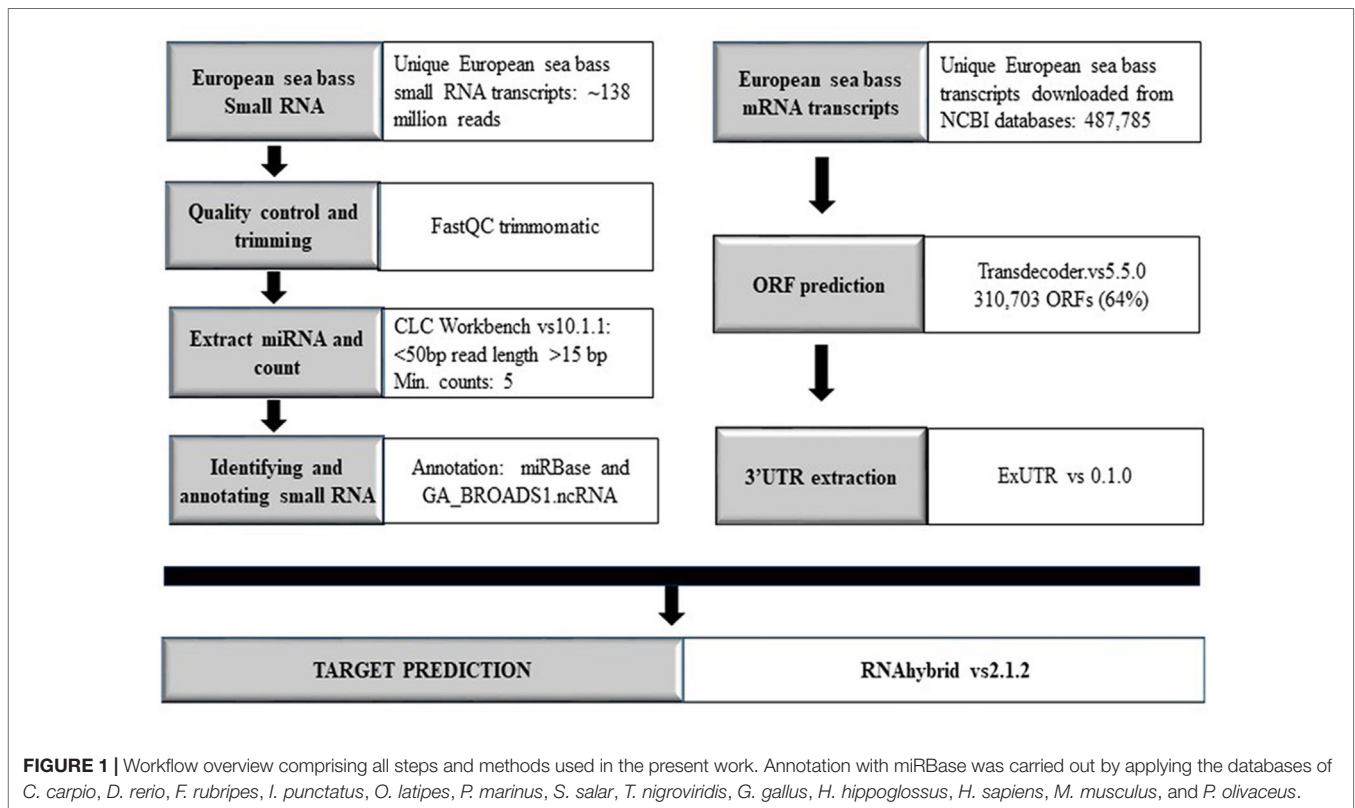 European sea bass
Small RNA
Unique European sea bass
small RNA transcripts: ~138
million reads
Quality control and
trimming
FastQC trimmomatic
Extract miRNA and
count
CLC Workbench vs10.1.1:
<50bp read length >15 bp
Min. counts: 5
Identifying and
annotating small RNA
Annotation: miRBase and
GA_BROADS1.ncRNA
European sea bass
mRNA transcripts
Unique European sea bass
transcripts downloaded from
NCBI databases: 487,785
ORF prediction
Transdecoder.vs5.5.0
310,703 ORFs (64%)
3'UTR extraction
ExUTR vs 0.1.0
TARGET PREDICTION
RNAhybrid vs2.1.2
FIGURE 1 | Workflow overview comprising all steps and methods used in the present work. Annotation with miRBase was carried out by applying the databases of
C. carpio, D. rerio, F. rubripes, I. punctatus, O. latipes, P. marinus, S. salar, T. nigroviridis, G. gallus, H. hippoglossus, H. sapiens, M. musculus, and P. olivaceus.